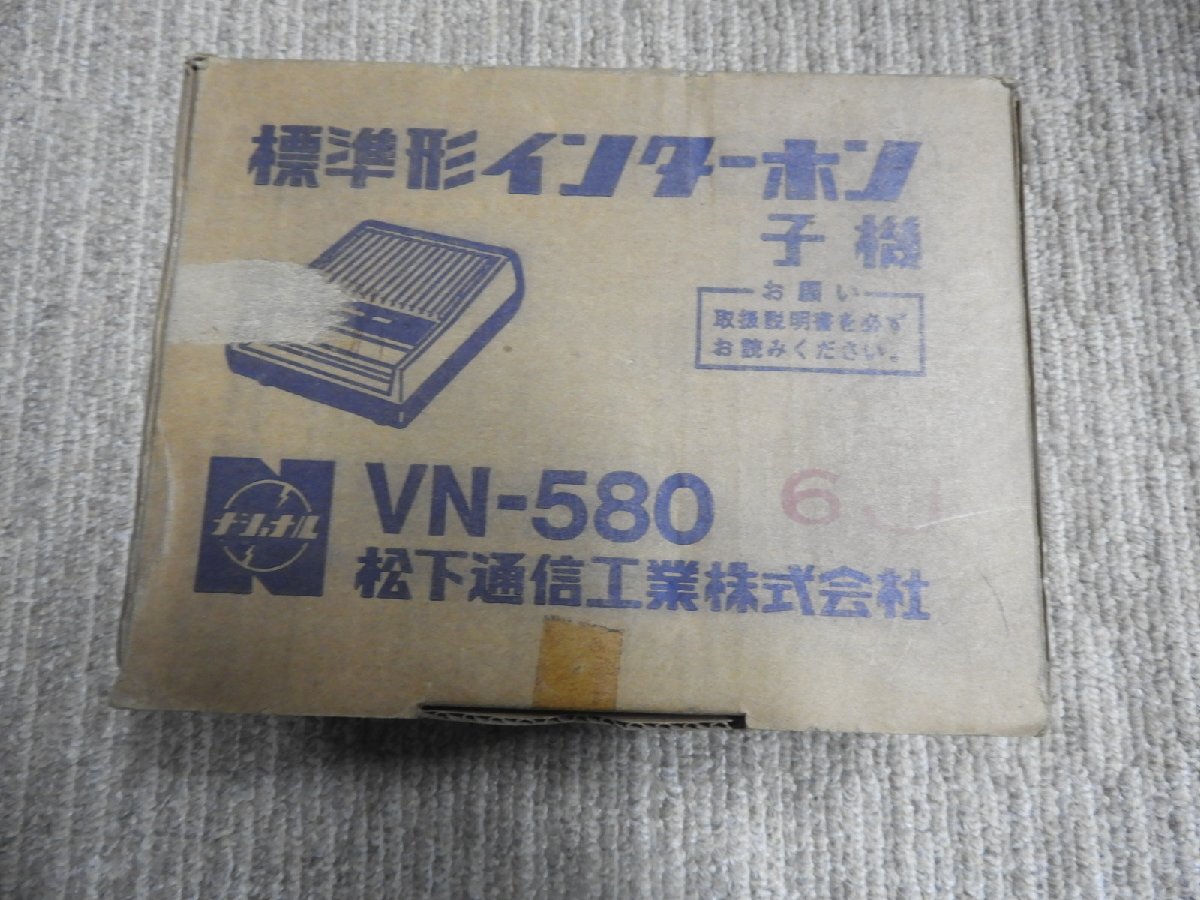 標準形インターホン
子機
お願い
取扱説明書を必ず
お読みください。
ナショナル
VN-580
6
松下通信工業株式会社